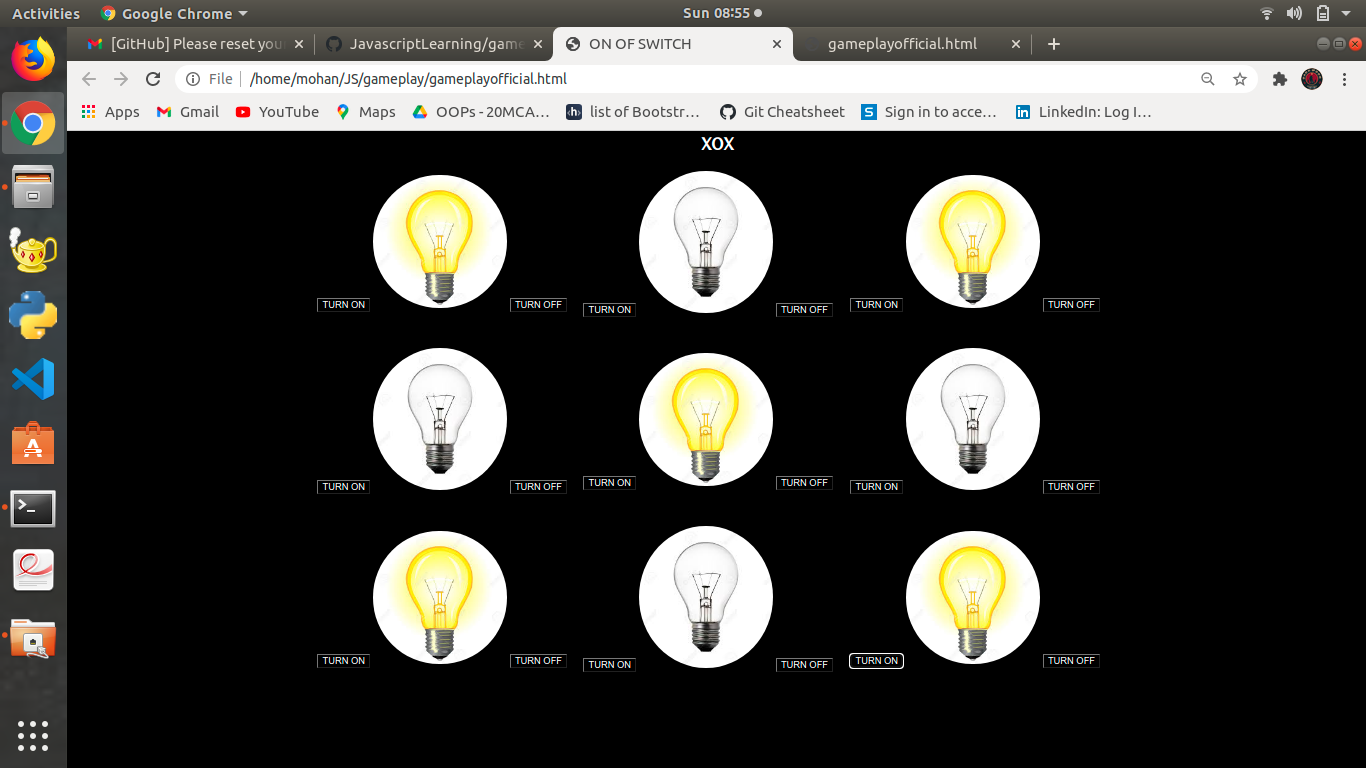 Activities Google Chrome Sun 08:55
[GitHub] Please reset you JavascriptLearning/game ON OF SWITCH gameplayofficial.html
File /home/mohan/JS/gameplay/gameplayofficial.html
Apps Gmail YouTube Maps OOPs - 20MCA... list of Bootstr... Git Cheatsheet Sign in to acce... LinkedIn: Log I...
XOX
TURN ON TURN OFF TURN ON TURN OFF TURN ON TURN OFF
TURN ON TURN OFF TURN ON TURN OFF TURN ON TURN OFF
TURN ON TURN OFF TURN ON TURN OFF TURN ON TURN OFF